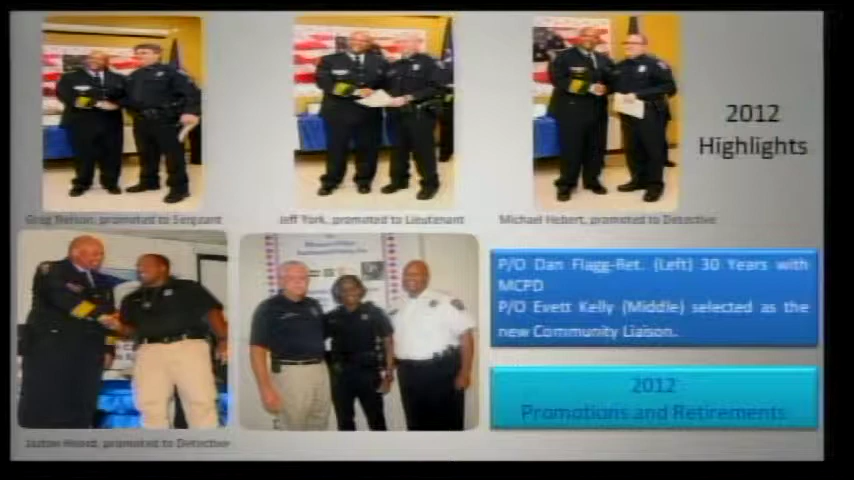 2012
Highlights
Greg Nelson, promoted to Sergeant
Jeff York, promoted to Lieutenant
Michael Hebert, promoted to Detective
P/O Dan Flagg-Ret. (Left) 30 Years with
MCPD
P/O Evett Kelly (Middle) selected as the
new Community Liaison.
2012
Promotions and Retirements
promoted to Detective